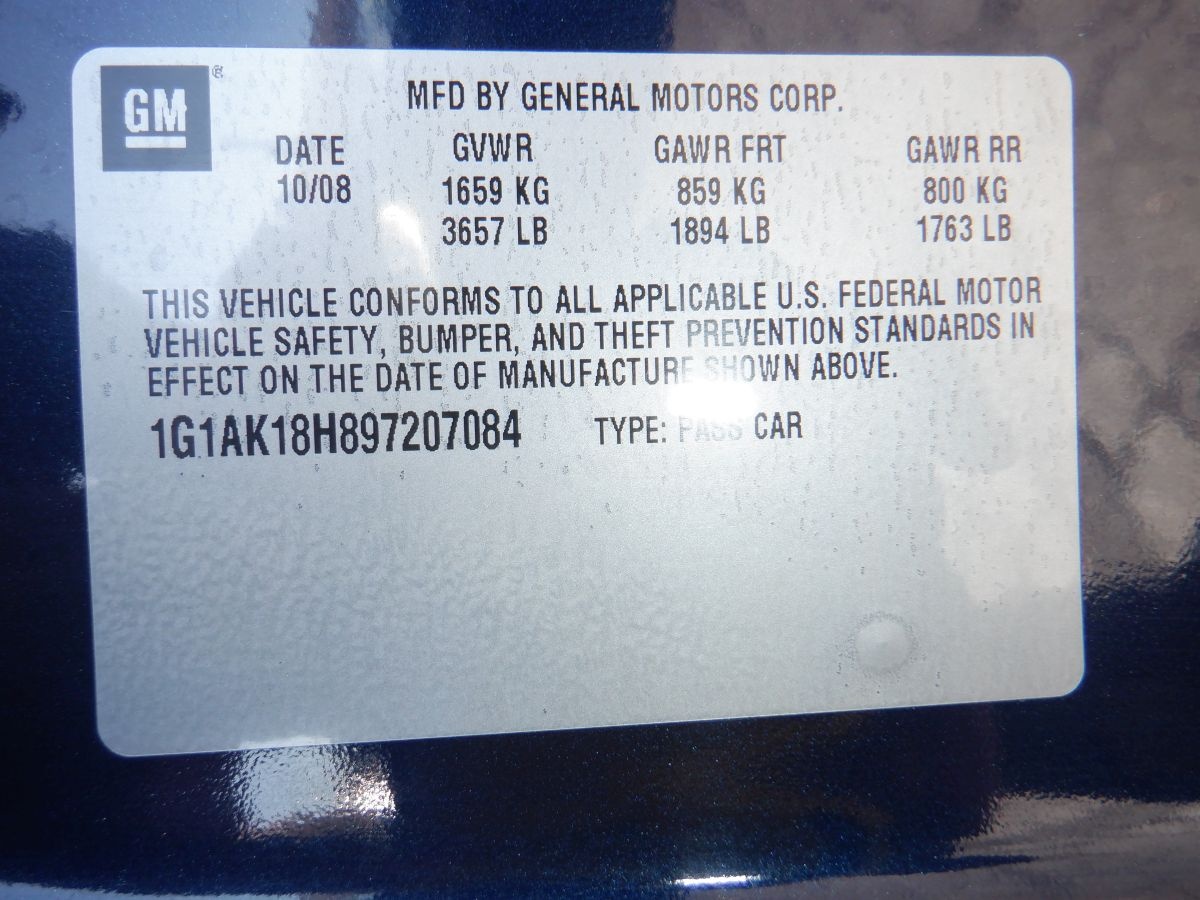 GM®
MFD BY GENERAL MOTORS CORP.
DATE GVWR GAWR FRT GAWR RR
10/08 1659 KG 859 KG 800 KG
3657 LB 1894 LB 1763 LB
THIS VEHICLE CONFORMS TO ALL APPLICABLE U.S. FEDERAL MOTOR
VEHICLE SAFETY, BUMPER, AND THEFT PREVENTION STANDARDS IN
EFFECT ON THE DATE OF MANUFACTURE SHOWN ABOVE.
1G1AK18H897207084 TYPE: PASS CAR